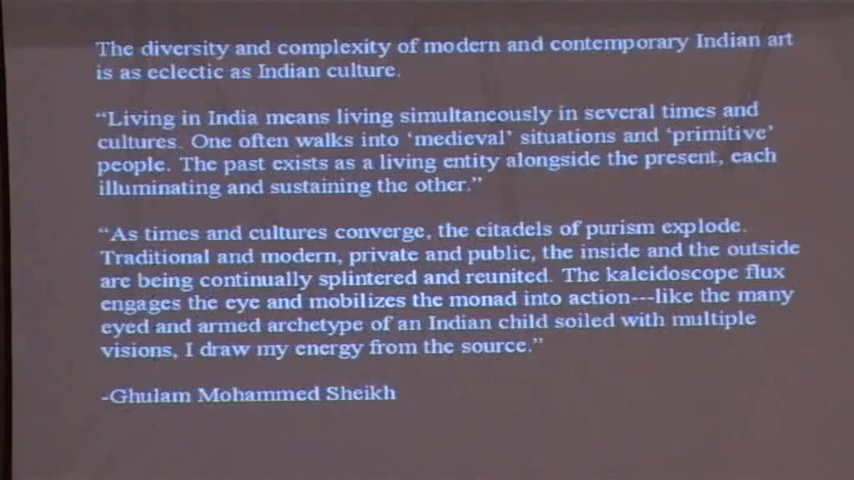 The diversity and complexity of modern and contemporary Indian art
is as eclectic as Indian culture.
“Living in India means living simultaneously in several times and
cultures. One often walks into ‘medieval’ situations and ‘primitive’
people. The past exists as a living entity alongside the present, each
illuminating and sustaining the other.”
“As times and cultures converge, the citadels of purism explode.
Traditional and modern, private and public, the inside and the outside
are being continually splintered and reunited. The kaleidoscope flux
engages the eye and mobilizes the monad into action---like the many
eyed and armed archetype of an Indian child soiled with multiple
visions, I draw my energy from the source.”
-Ghulam Mohammed Sheikh